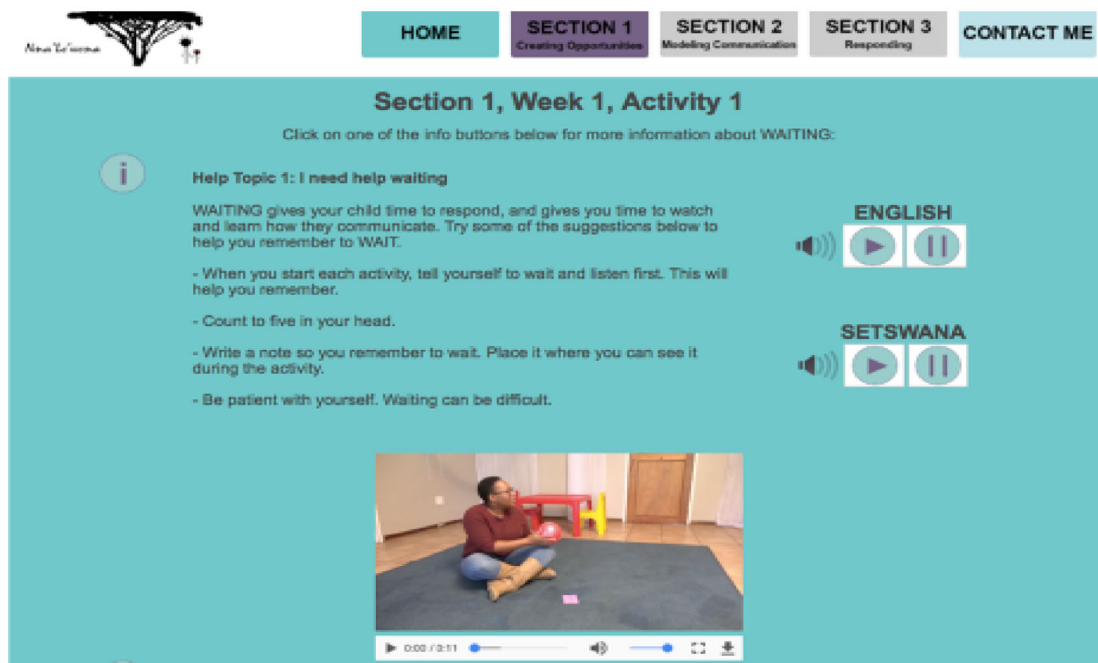 HOME
SECTION 1
Creating Opportunities
SECTION 2
Modeling Communication
SECTION 3
Responding
CONTACT ME
Section 1, Week 1, Activity 1
Click on one of the info buttons below for more information about WAITING:
i
Help Topic 1: I need help waiting
WAITING gives your child time to respond, and gives you time to watch
and learn how they communicate. Try some of the suggestions below to
help you remember to WAIT.
- When you start each activity, tell yourself to wait and listen first. This will
help you remember.
- Count to five in your head.
- Write a note so you remember to wait. Place it where you can see it
during the activity.
- Be patient with yourself. Waiting can be difficult.
ENGLISH
SETSWANA
0:00 / 0:11